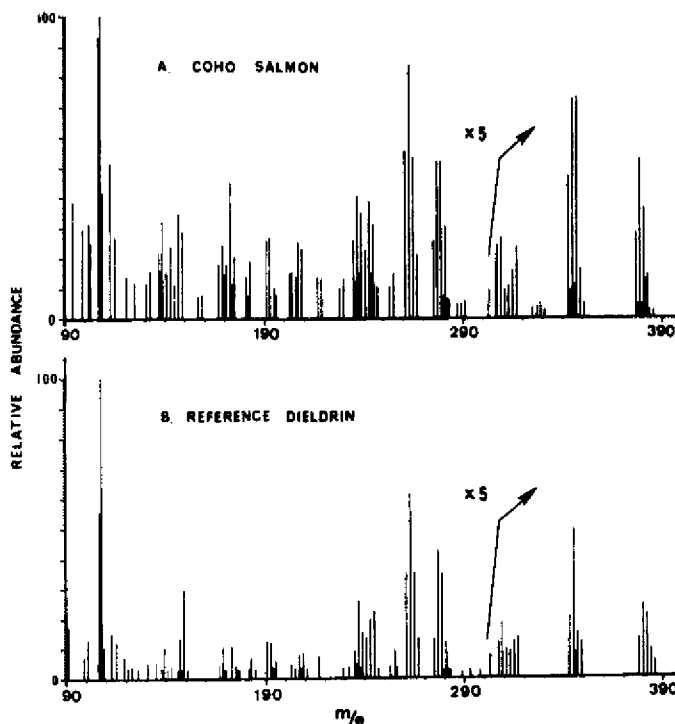 100
A. COHO SALMON
×5
0
90 190 290 390
RELATIVE ABUNDANCE
100
B. REFERENCE DIELDRIN
×5
0
90 190 290 390
m/e